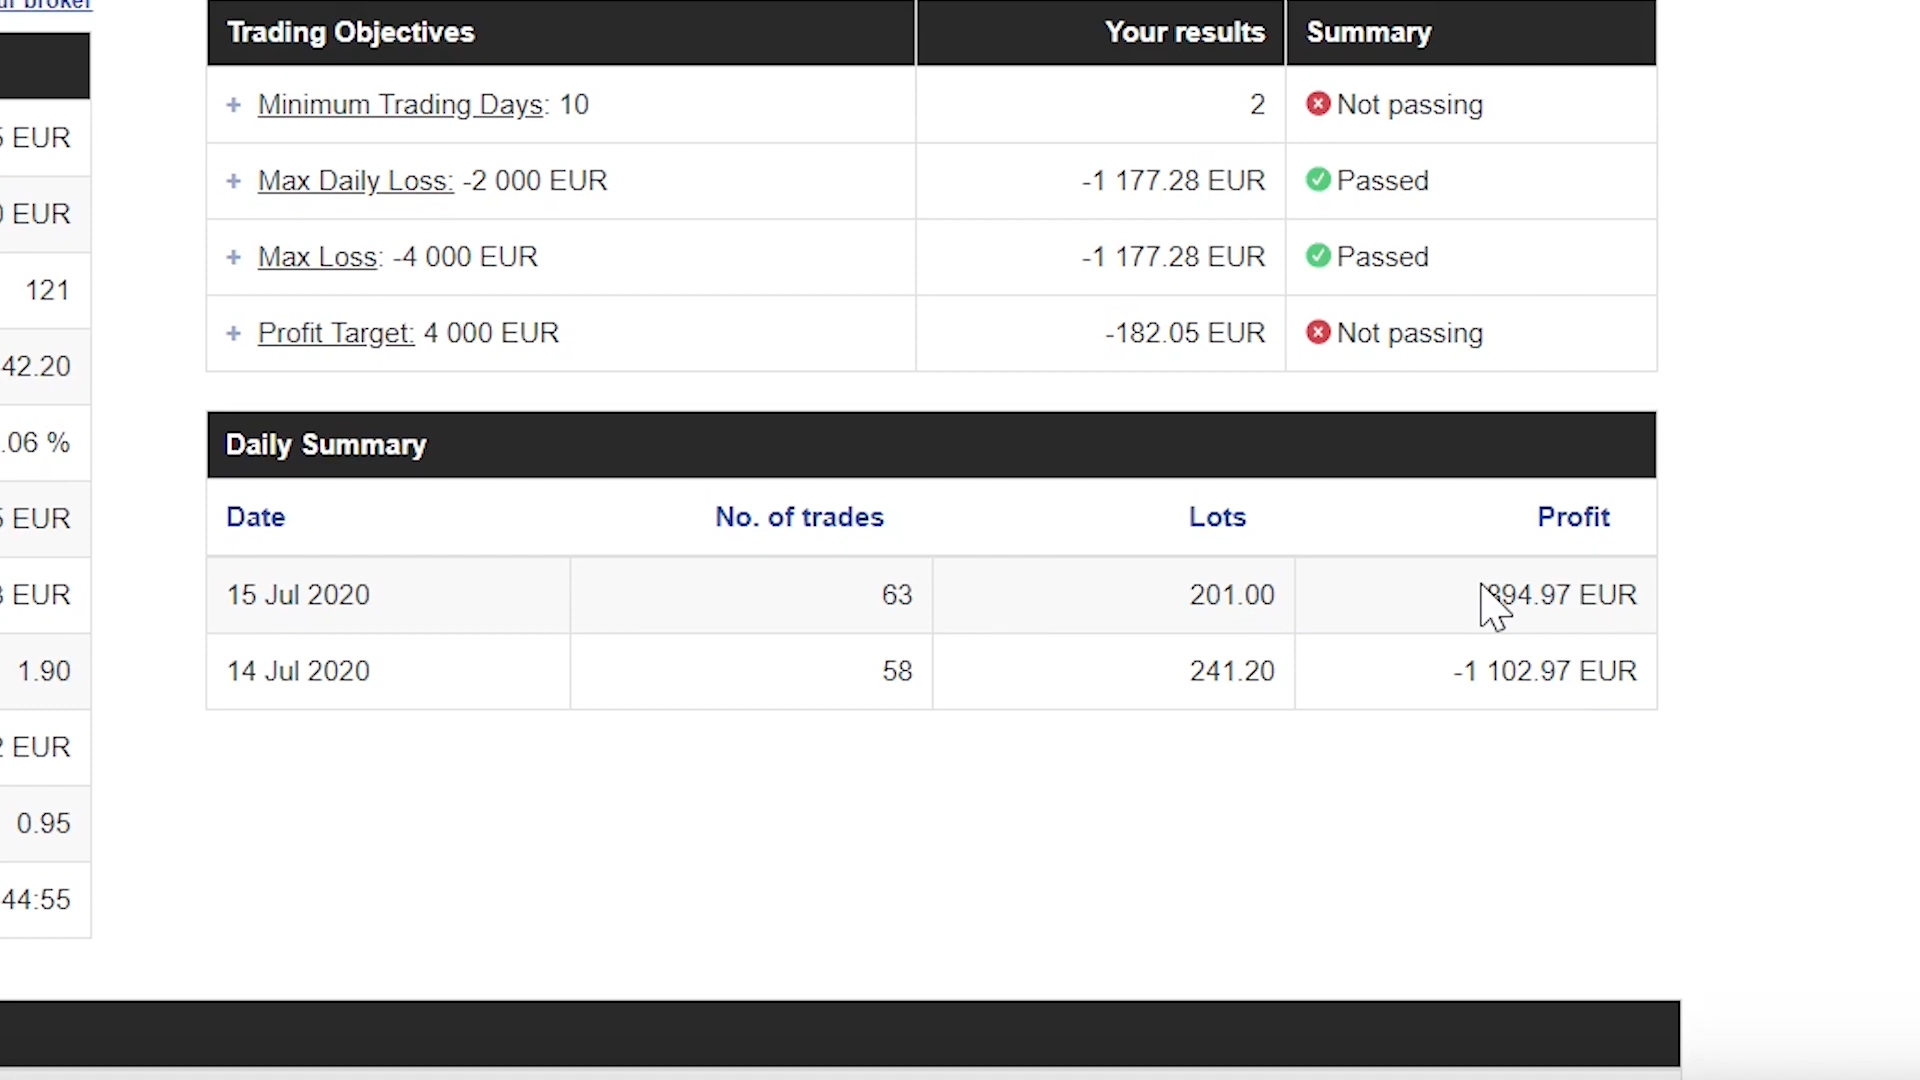 broker
Trading Objectives Your results Summary
+ Minimum Trading Days: 10 2 Not passing
EUR
+ Max Daily Loss: -2 000 EUR -1 177.28 EUR Passed
EUR
+ Max Loss: -4 000 EUR -1 177.28 EUR Passed
121
+ Profit Target: 4 000 EUR -182.05 EUR Not passing
42.20
Daily Summary
.06 %
Date No. of trades Lots Profit
EUR
15 Jul 2020 63 201.00 94.97 EUR
EUR
14 Jul 2020 58 241.20 -1 102.97 EUR
1.90
EUR
0.95
44:55